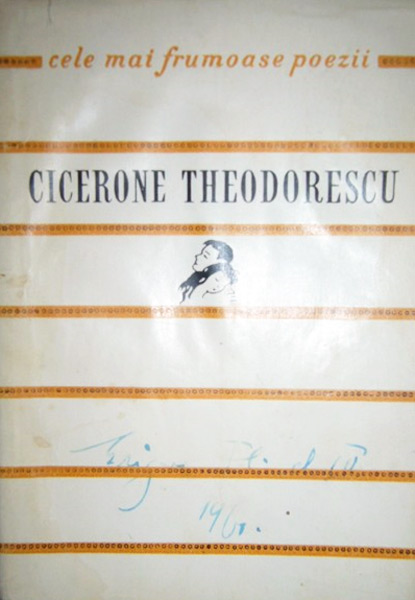 cele mai frumoase poezii
CICERONE THEODORESCU